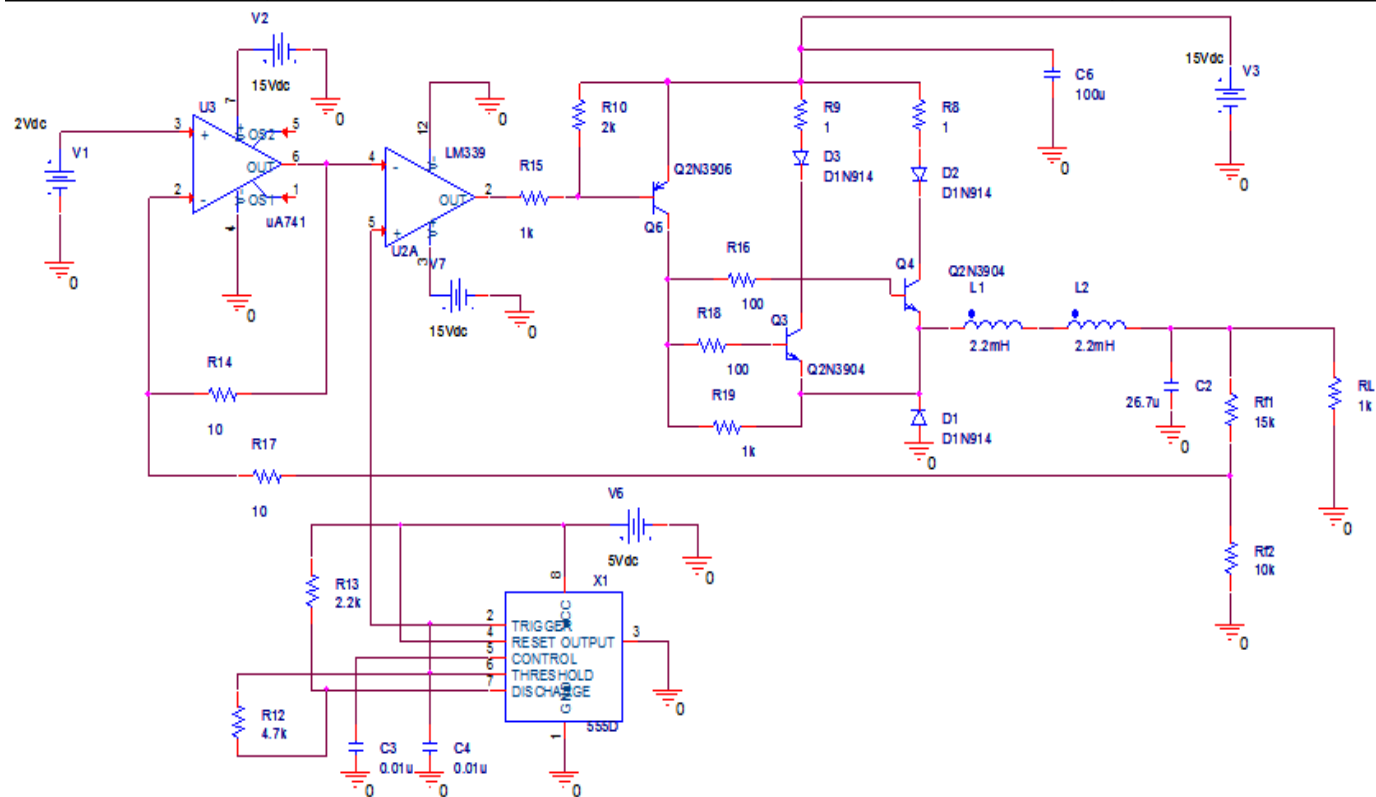 V2
15Vdc
0
U3
7
V+
3
+
OS2
5
OUT
6
2
-
OS1
1
V-
4
uA741
0
2Vdc
V1
0
12
0
V-
LM339
4
-
OUT
2
5
+
V+
U2A
3
V7
15Vdc
0
R15
1k
R10
2k
Q2N3906
Q6
R9
1
D3
D1N914
R8
1
D2
D1N914
C6
100u
0
15Vdc
V3
0
R16
100
Q4
Q2N3904
R18
100
Q3
Q2N3904
R19
1k
L1
2.2mH
L2
2.2mH
D1
D1N914
0
C2
26.7u
0
Rf1
15k
RL
1k
0
Rf2
10k
0
R14
10
R17
10
V6
5Vdc
0
R13
2.2k
8
X1
VCC
2
TRIGGER
4
RESET
OUTPUT
3
5
CONTROL
6
THRESHOLD
7
DISCHARGE
GND
1
555D
0
0
R12
4.7k
C3
0.01u
0
C4
0.01u
0